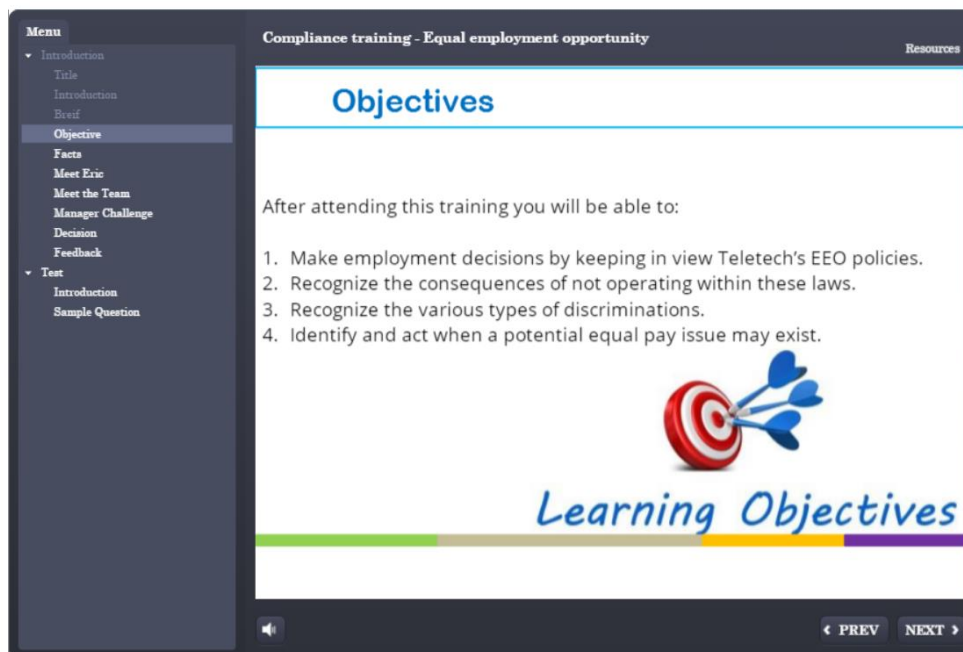 Menu
Introduction
Title
Introduction
Breif
Objective
Facts
Meet Eric
Meet the Team
Manager Challenge
Decision
Feedback
Test
Introduction
Sample Question
Compliance training - Equal employment opportunity
Resources
Objectives
After attending this training you will be able to:
1. Make employment decisions by keeping in view Teletech's EEO policies.
2. Recognize the consequences of not operating within these laws.
3. Recognize the various types of discriminations.
4. Identify and act when a potential equal pay issue may exist.
Learning Objectives
PREV NEXT